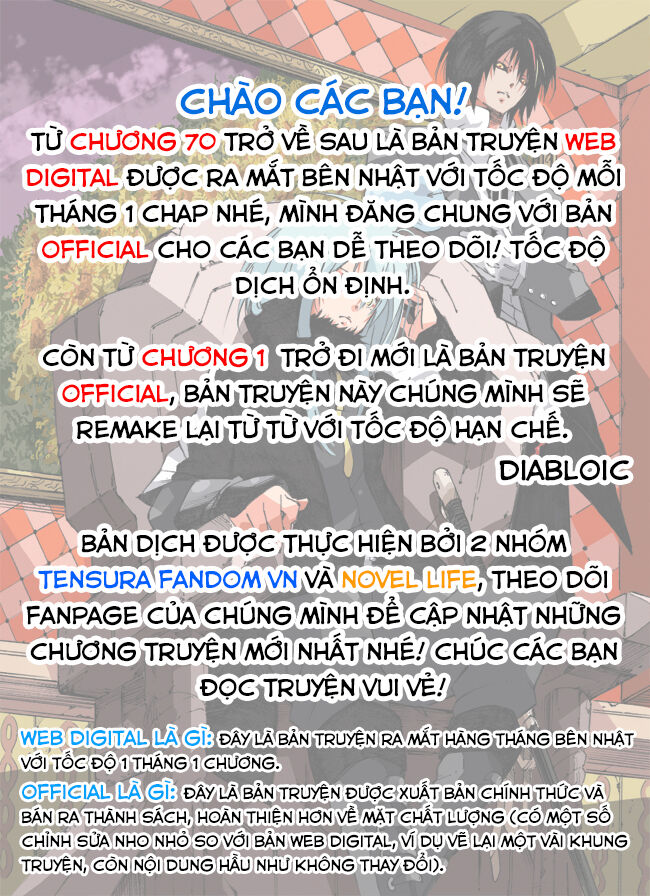 CHÀO CÁC BẠN!
TỪ CHƯƠNG 70 TRỞ VỀ SAU LÀ BẢN TRUYỆN WEB
DIGITAL ĐƯỢC RA MẮT BÊN NHẬT VỚI TỐC ĐỘ MỖI
THÁNG 1 CHAP NHÉ, MÌNH ĐĂNG CHUNG VỚI BẢN
OFFICIAL CHO CÁC BẠN DỄ THEO DÕI! TỐC ĐỘ
DỊCH ỔN ĐỊNH.
CÒN TỪ CHƯƠNG 1 TRỞ ĐI MỚI LÀ BẢN TRUYỆN
OFFICIAL, BẢN TRUYỆN NÀY CHÚNG MÌNH SẼ
REMAKE LẠI TỪ TỪ VỚI TỐC ĐỘ HẠN CHẾ.
DIABLOIC
BẢN DỊCH ĐƯỢC THỰC HIỆN BỞI 2 NHÓM
TENSURA FANDOM VN VÀ NOVEL LIFE, THEO DÕI
FANPAGE CỦA CHÚNG MÌNH ĐỂ CẬP NHẬT NHỮNG
CHƯƠNG TRUYỆN MỚI NHẤT NHÉ! CHÚC CÁC BẠN
ĐỌC TRUYỆN VUI VẺ!
WEB DIGITAL LÀ GÌ: ĐÂY LÀ BẢN TRUYỆN RA MẮT HÀNG THÁNG BÊN NHẬT
VỚI TỐC ĐỘ 1 THÁNG 1 CHƯƠNG.
OFFICIAL LÀ GÌ: ĐÂY LÀ BẢN TRUYỆN ĐƯỢC XUẤT BẢN CHÍNH THỨC VÀ
BÁN RA THÀNH SÁCH, HOÀN THIỆN HƠN VỀ MẶT CHẤT LƯỢNG (CÓ MỘT SỐ
CHỈNH SỬA NHO NHỎ SO VỚI BẢN WEB DIGITAL, VÍ DỤ VẼ LẠI MỘT VÀI KHUNG
TRUYỆN, CÒN NỘI DUNG HẦU NHƯ KHÔNG THAY ĐỔI).